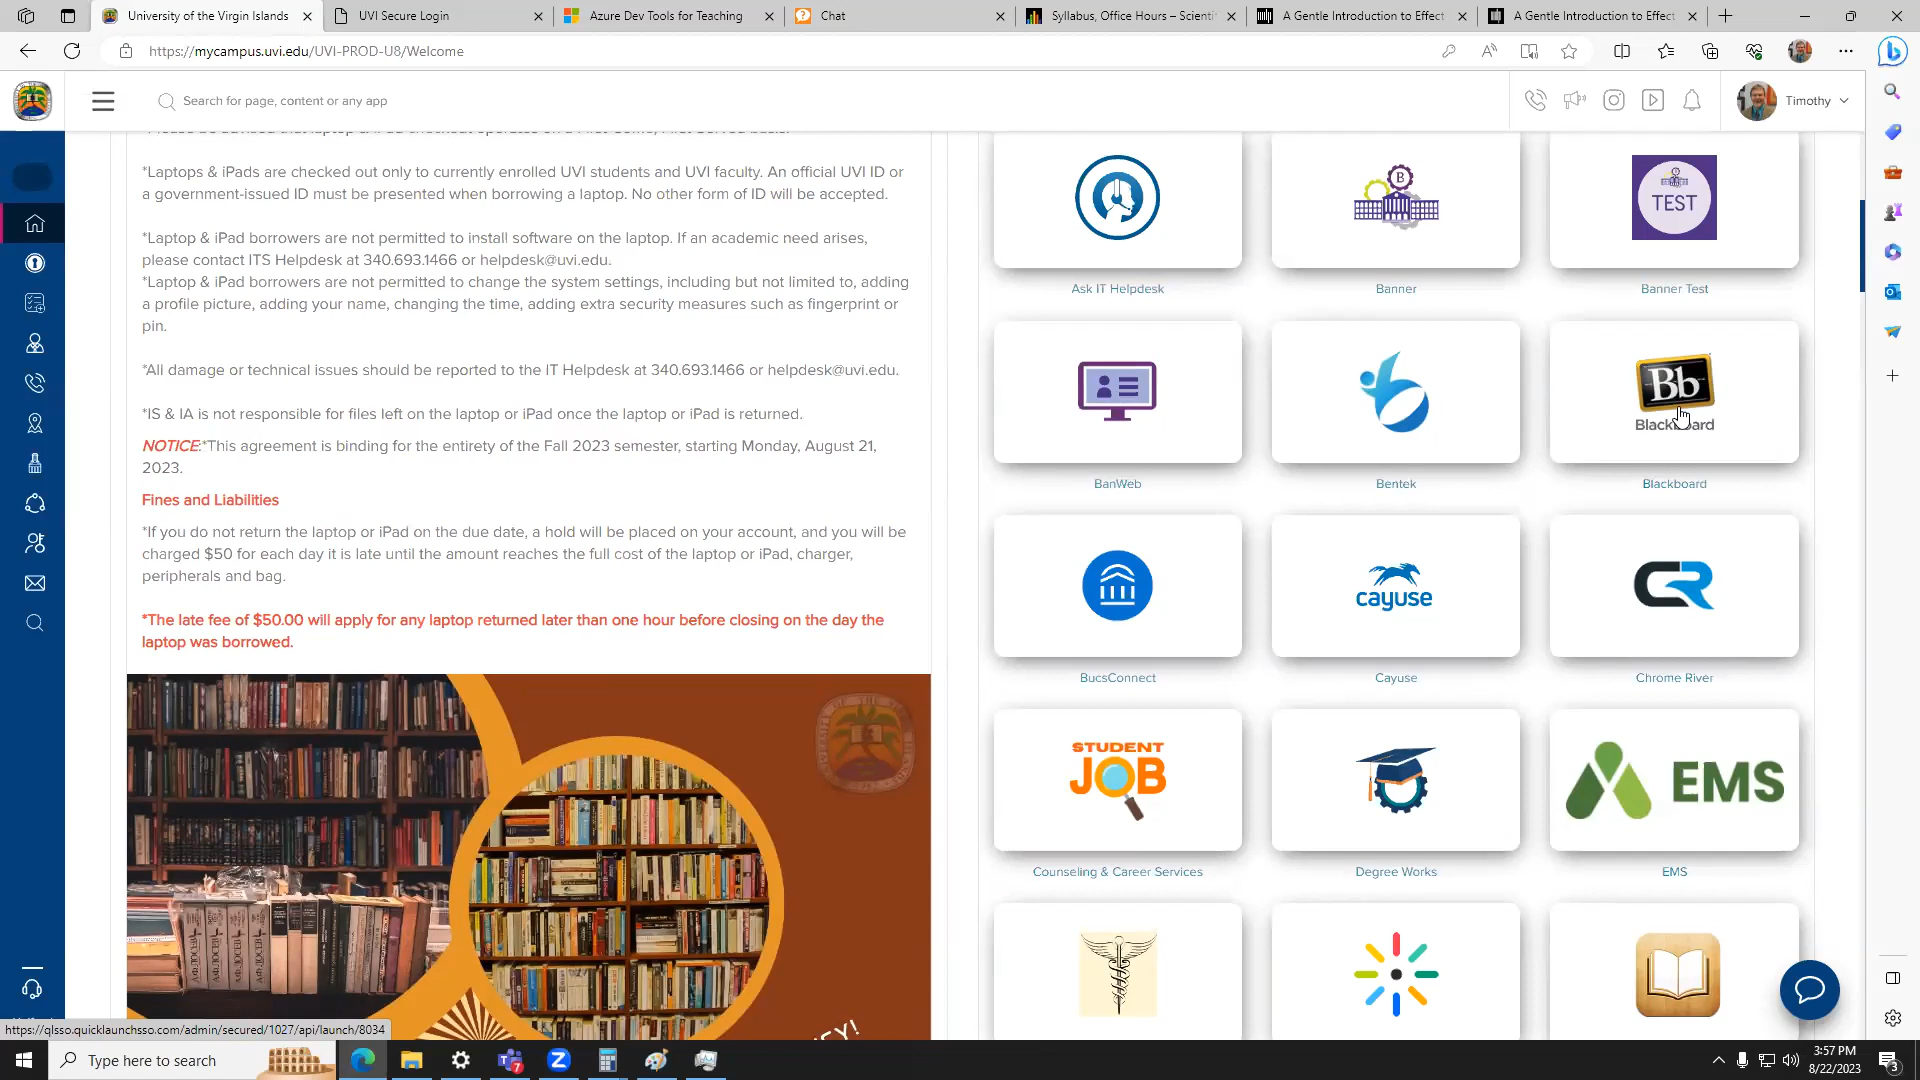 University of the Virgin Islands
UVI Secure Login
Azure Dev Tools for Teaching
Chat
Syllabus, Office Hours – Scienti
A Gentle Introduction to Effect
A Gentle Introduction to Effect
https://mycampus.uvi.edu/UVI-PROD-U8/Welcome
Search for page, content or any app
Timothy
*Laptops & iPads are checked out only to currently enrolled UVI students and UVI faculty. An official UVI ID or
a government-issued ID must be presented when borrowing a laptop. No other form of ID will be accepted.
*Laptop & iPad borrowers are not permitted to install software on the laptop. If an academic need arises,
please contact ITS Helpdesk at 340.693.1466 or helpdesk@uvi.edu.
*Laptop & iPad borrowers are not permitted to change the system settings, including but not limited to, adding
a profile picture, adding your name, changing the time, adding extra security measures such as fingerprint or
pin.
*All damage or technical issues should be reported to the IT Helpdesk at 340.693.1466 or helpdesk@uvi.edu.
*IS & IA is not responsible for files left on the laptop or iPad once the laptop or iPad is returned.
NOTICE:*This agreement is binding for the entirety of the Fall 2023 semester, starting Monday, August 21,
2023.
Fines and Liabilities
*If you do not return the laptop or iPad on the due date, a hold will be placed on your account, and you will be
charged $50 for each day it is late until the amount reaches the full cost of the laptop or iPad, charger,
peripherals and bag.
*The late fee of $50.00 will apply for any laptop returned later than one hour before closing on the day the
laptop was borrowed.
B
TEST
Ask IT Helpdesk
Banner
Banner Test
Bb
Blackboard
BanWeb
Bentek
Blackboard
cayuse
CR
BucsConnect
Cayuse
Chrome River
STUDENT
JOB
EMS
Counseling & Career Services
Degree Works
EMS
https://qlsso.quicklaunchsso.com/admin/secured/1027/api/launch/8034
Type here to search
7
3:57 PM
8/22/2023
3